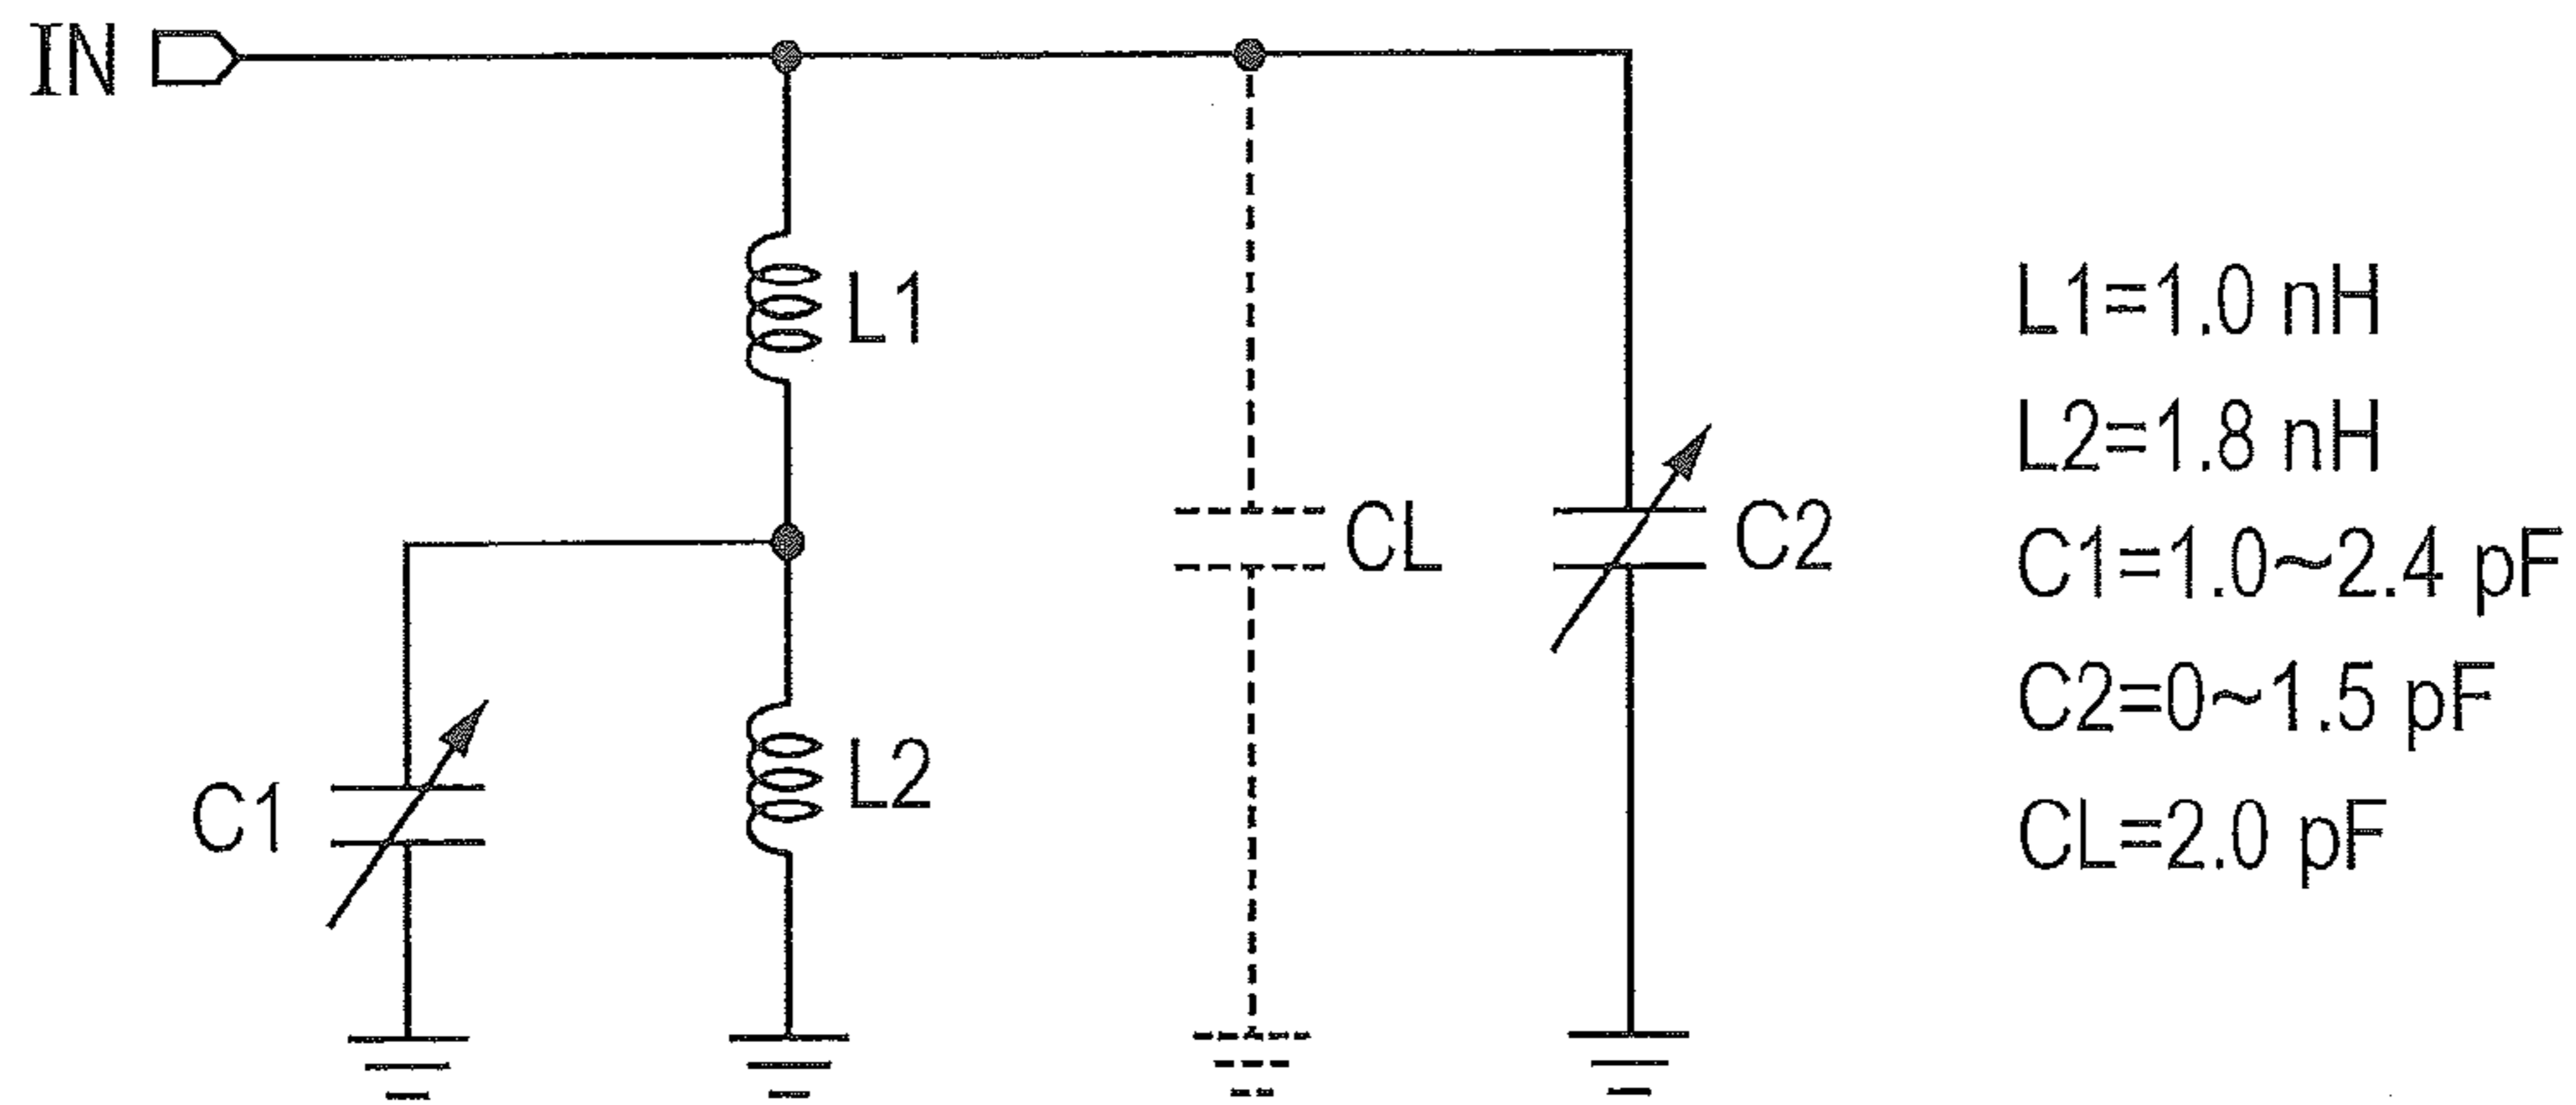 IN
L1
C1
L2
CL
C2
L1=1.0 nH
L2=1.8 nH
C1=1.0~2.4 pF
C2=0~1.5 pF
CL=2.0 pF